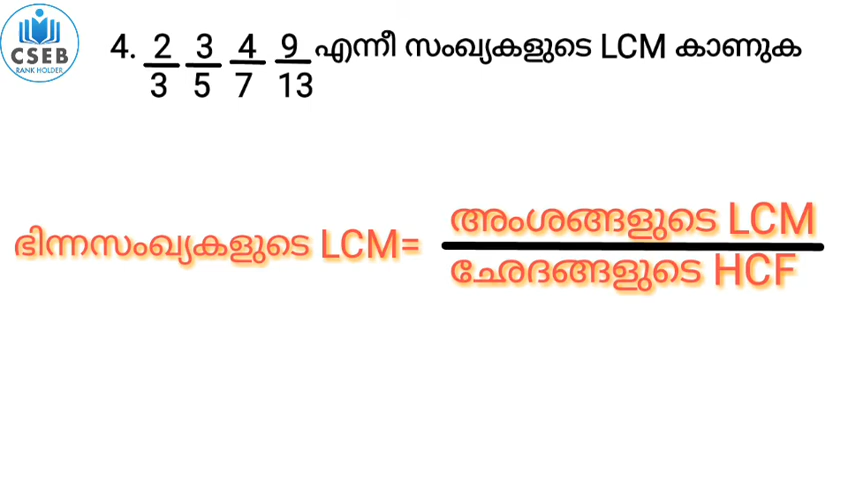 CSEB
RANK HOLDER
4. 2/3 3/5 4/7 9/13 എന്നീ സംഖ്യകളുടെ LCM കാണുക
ഭിന്നസംഖ്യകളുടെ LCM=
അംശങ്ങളുടെ LCM
ഛേദങ്ങളുടെ HCF